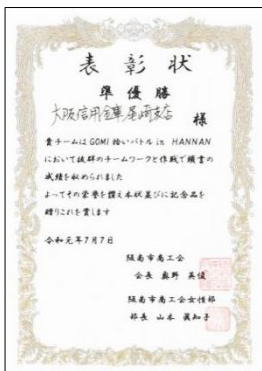 表彰状
準優勝
大阪信用金庫尾崎支店 様
貴チームは GOMI 拾いバトル in HANNAN
において抜群のチームワークと作戦で頭書の
成績を収められました
よってその栄誉を讃え本状並びに記念品を
贈りこれを賞します
令和元年7月7日
阪南市商工会
会長 奥野 英俊
阪南市商工会女性部
部長 山本 眞知子